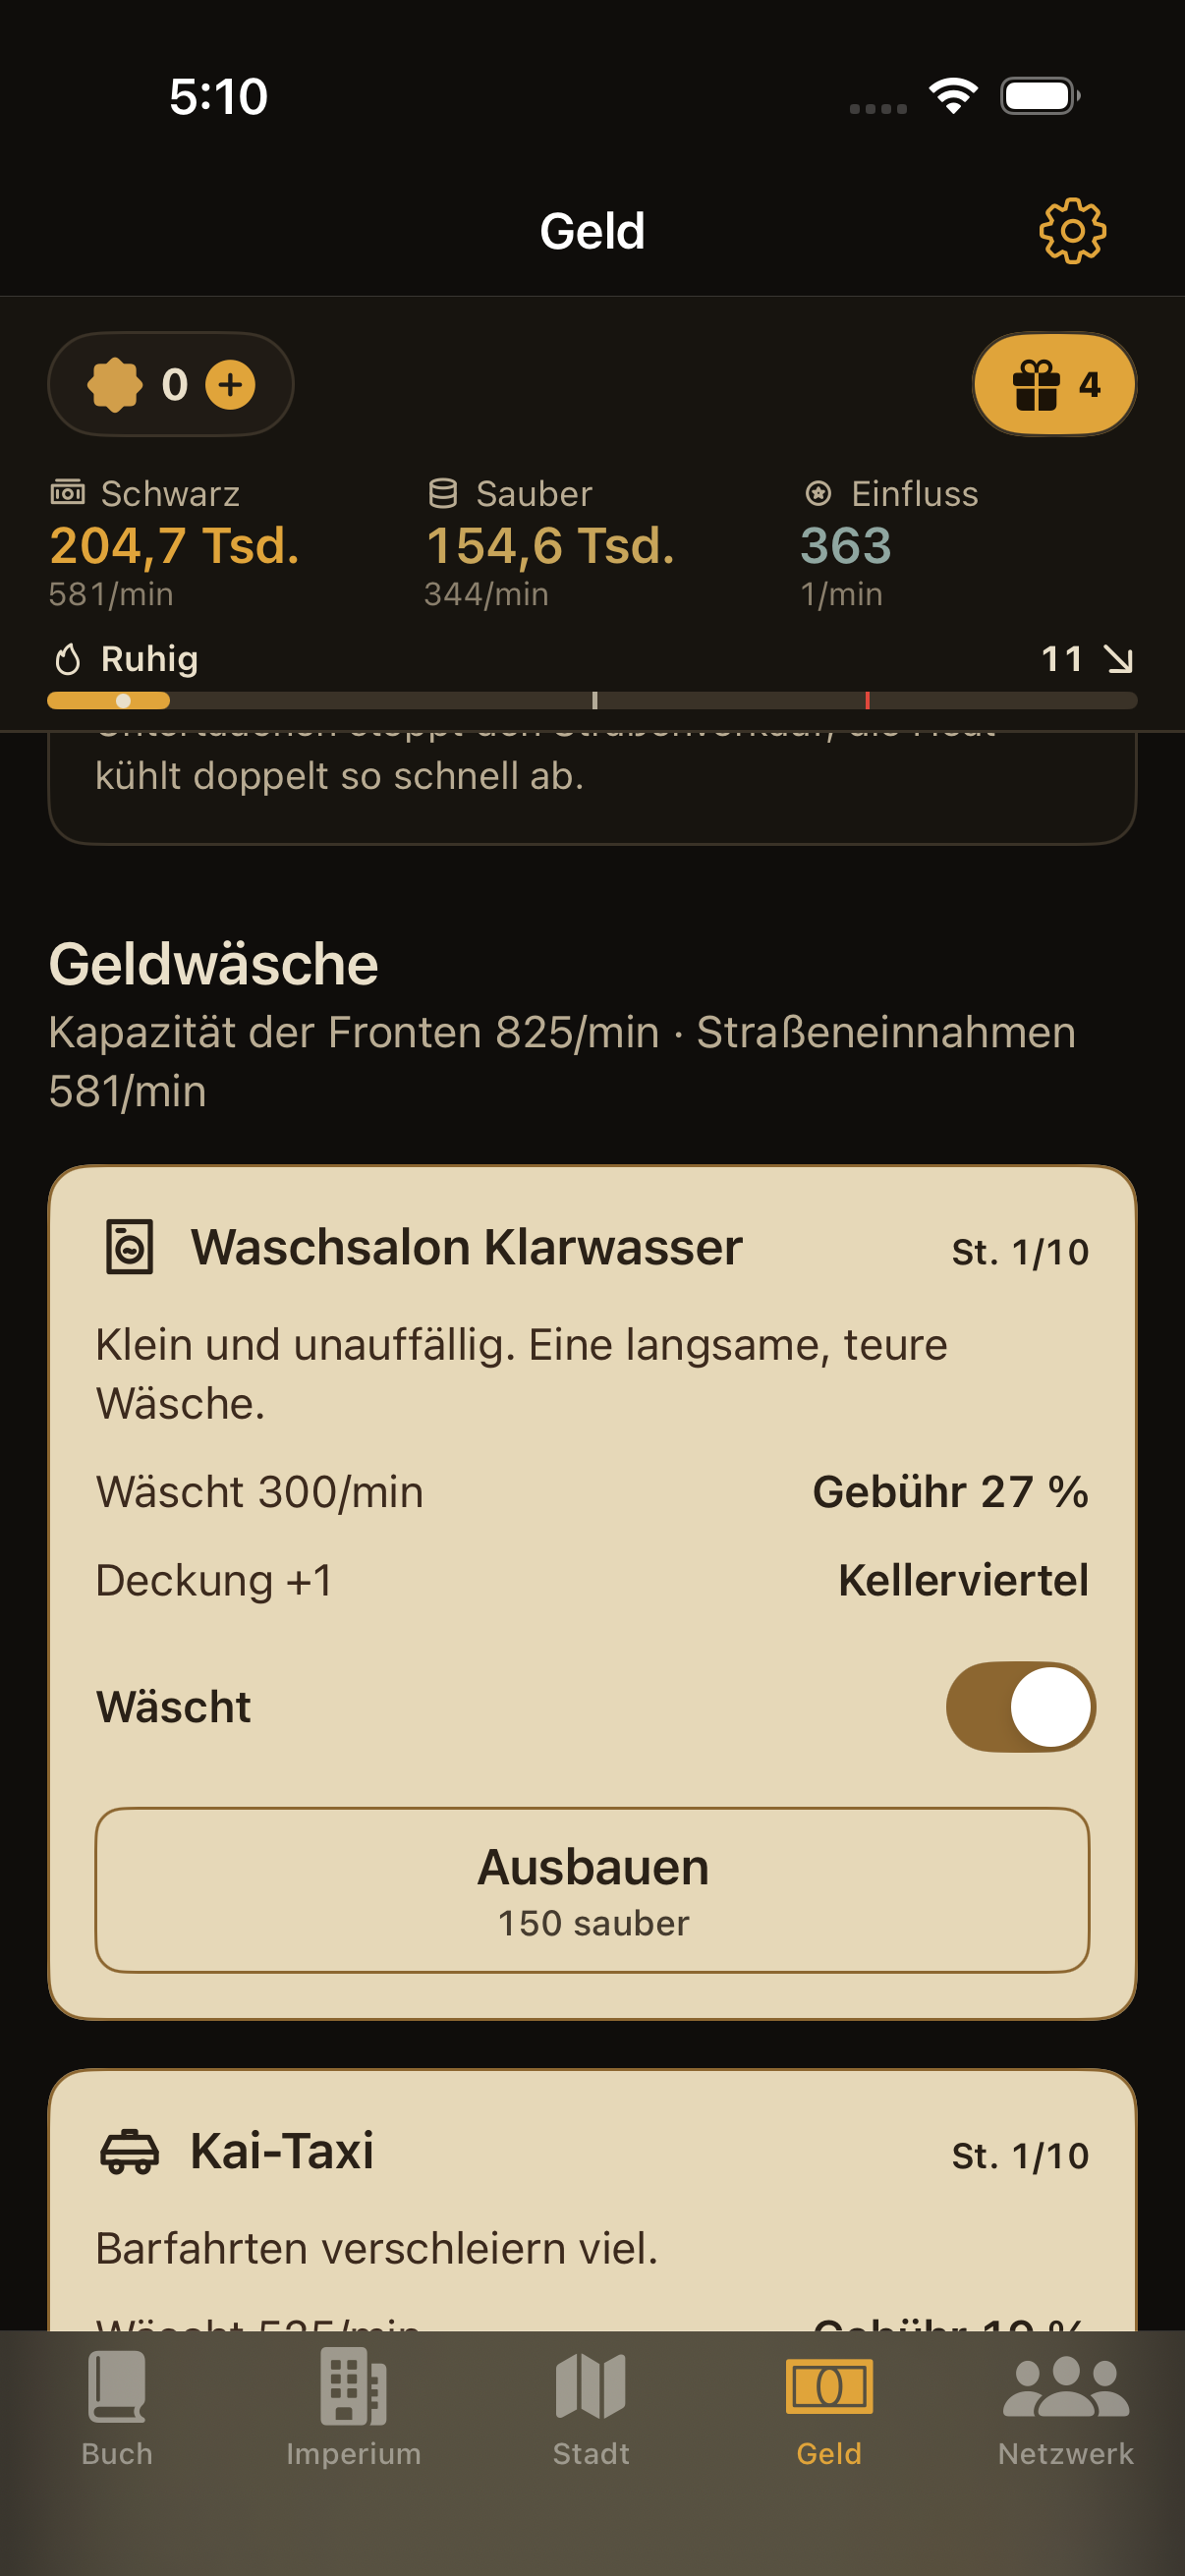 5:10
Geld
0
4
Schwarz
Sauber
Einfluss
204,7 Tsd.
154,6 Tsd.
363
581/min
344/min
1/min
Ruhig
11
kühlt doppelt so schnell ab.
Geldwäsche
Kapazität der Fronten 825/min · Straßeneinnahmen
581/min
Waschsalon Klarwasser
St. 1/10
Klein und unauffällig. Eine langsame, teure
Wäsche.
Wäscht 300/min
Gebühr 27 %
Deckung +1
Kellerviertel
Wäscht
Ausbauen
150 sauber
Kai-Taxi
St. 1/10
Barfahrten verschleiern viel.
Wäscht 525/min
Buch
Imperium
Stadt
Geld
Netzwerk